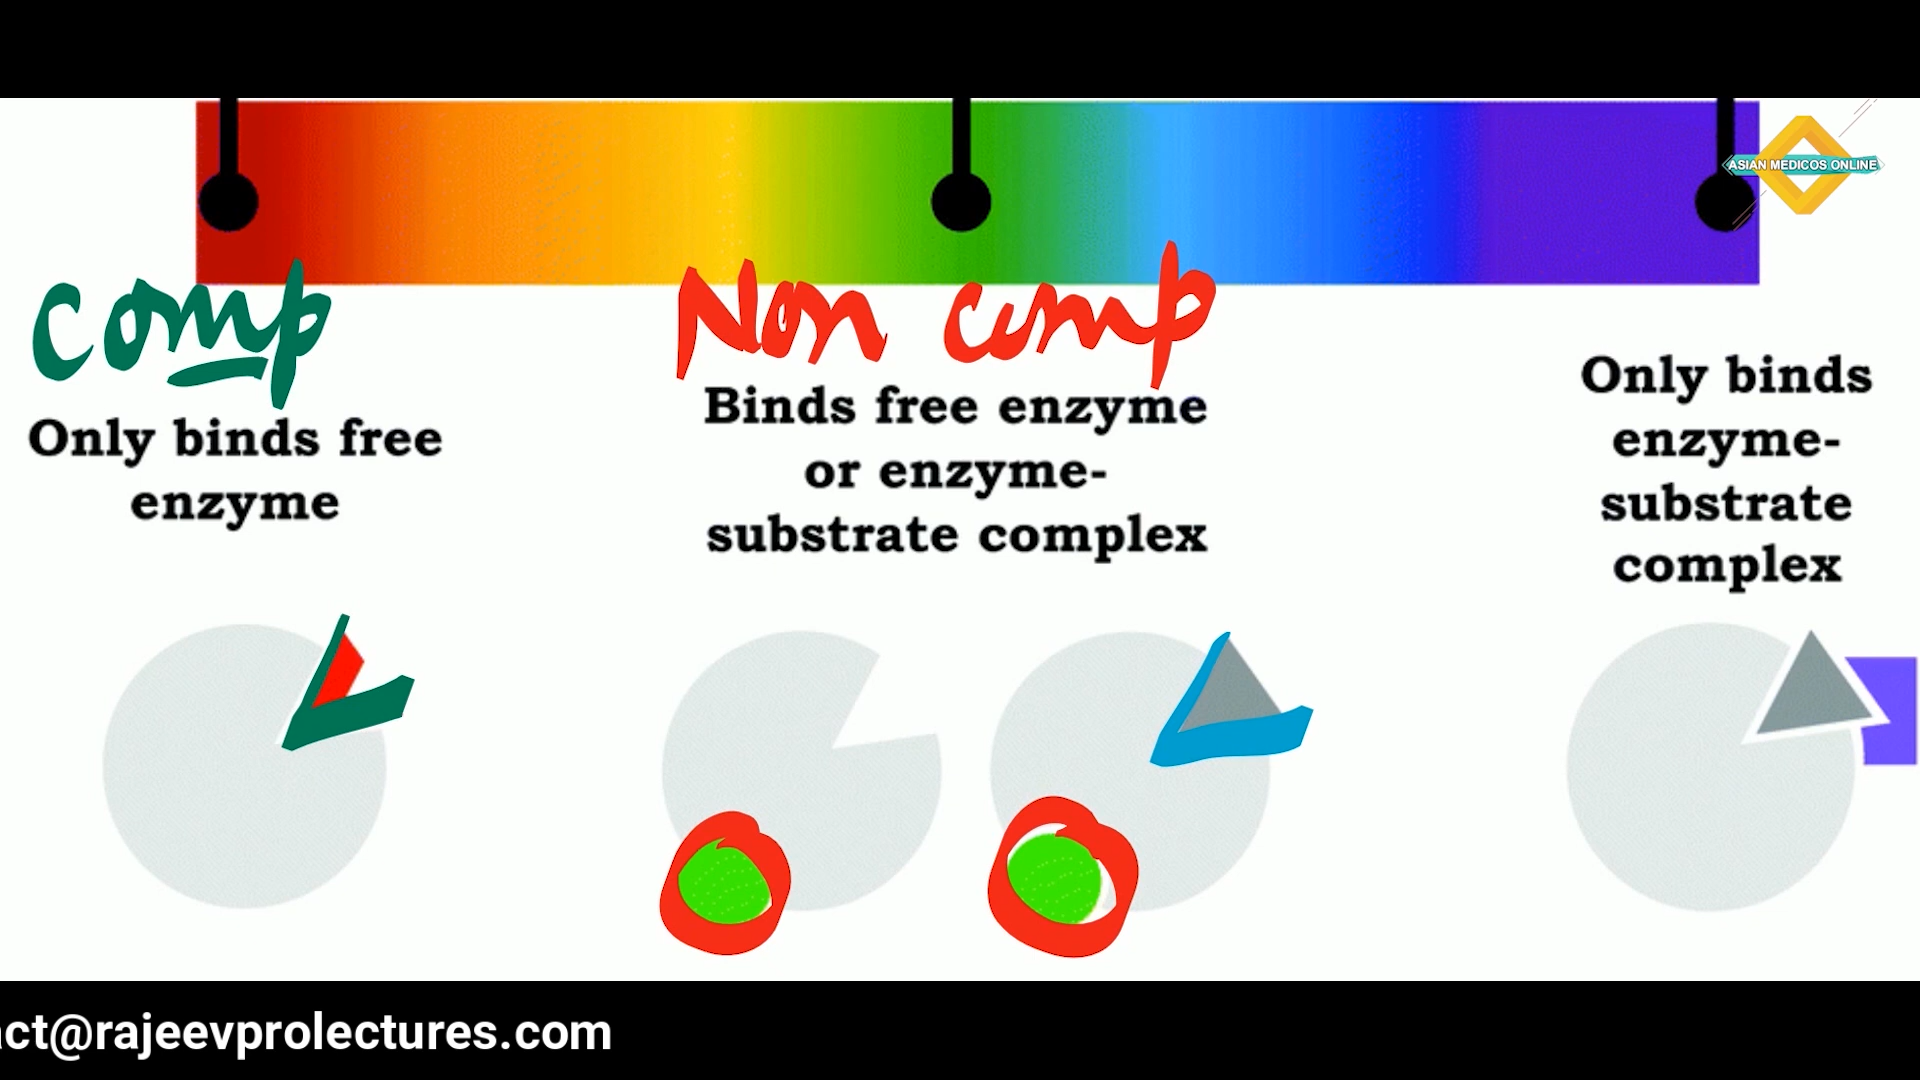 ASIAN MEDICOS ONLINE
comp
Only binds free
enzyme
Non comp
Binds free enzyme
or enzyme-
substrate complex
Only binds
enzyme-
substrate
complex
act@rajeevprolectures.com